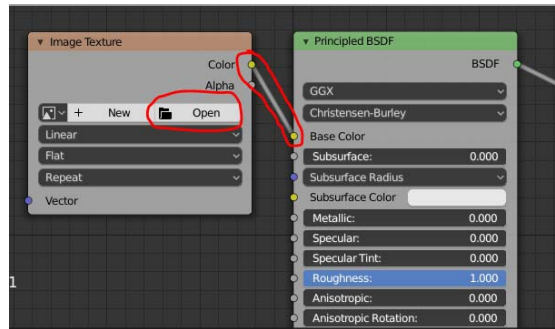 Image Texture
Color
Alpha
+ New Open
Linear
Flat
Repeat
Vector
1
Principled BSDF
BSDF
GGX
Christensen-Burley
Base Color
Subsurface: 0.000
Subsurface Radius
Subsurface Color
Metallic: 0.000
Specular: 0.000
Specular Tint: 0.000
Roughness: 1.000
Anisotropic: 0.000
Anisotropic Rotation: 0.000